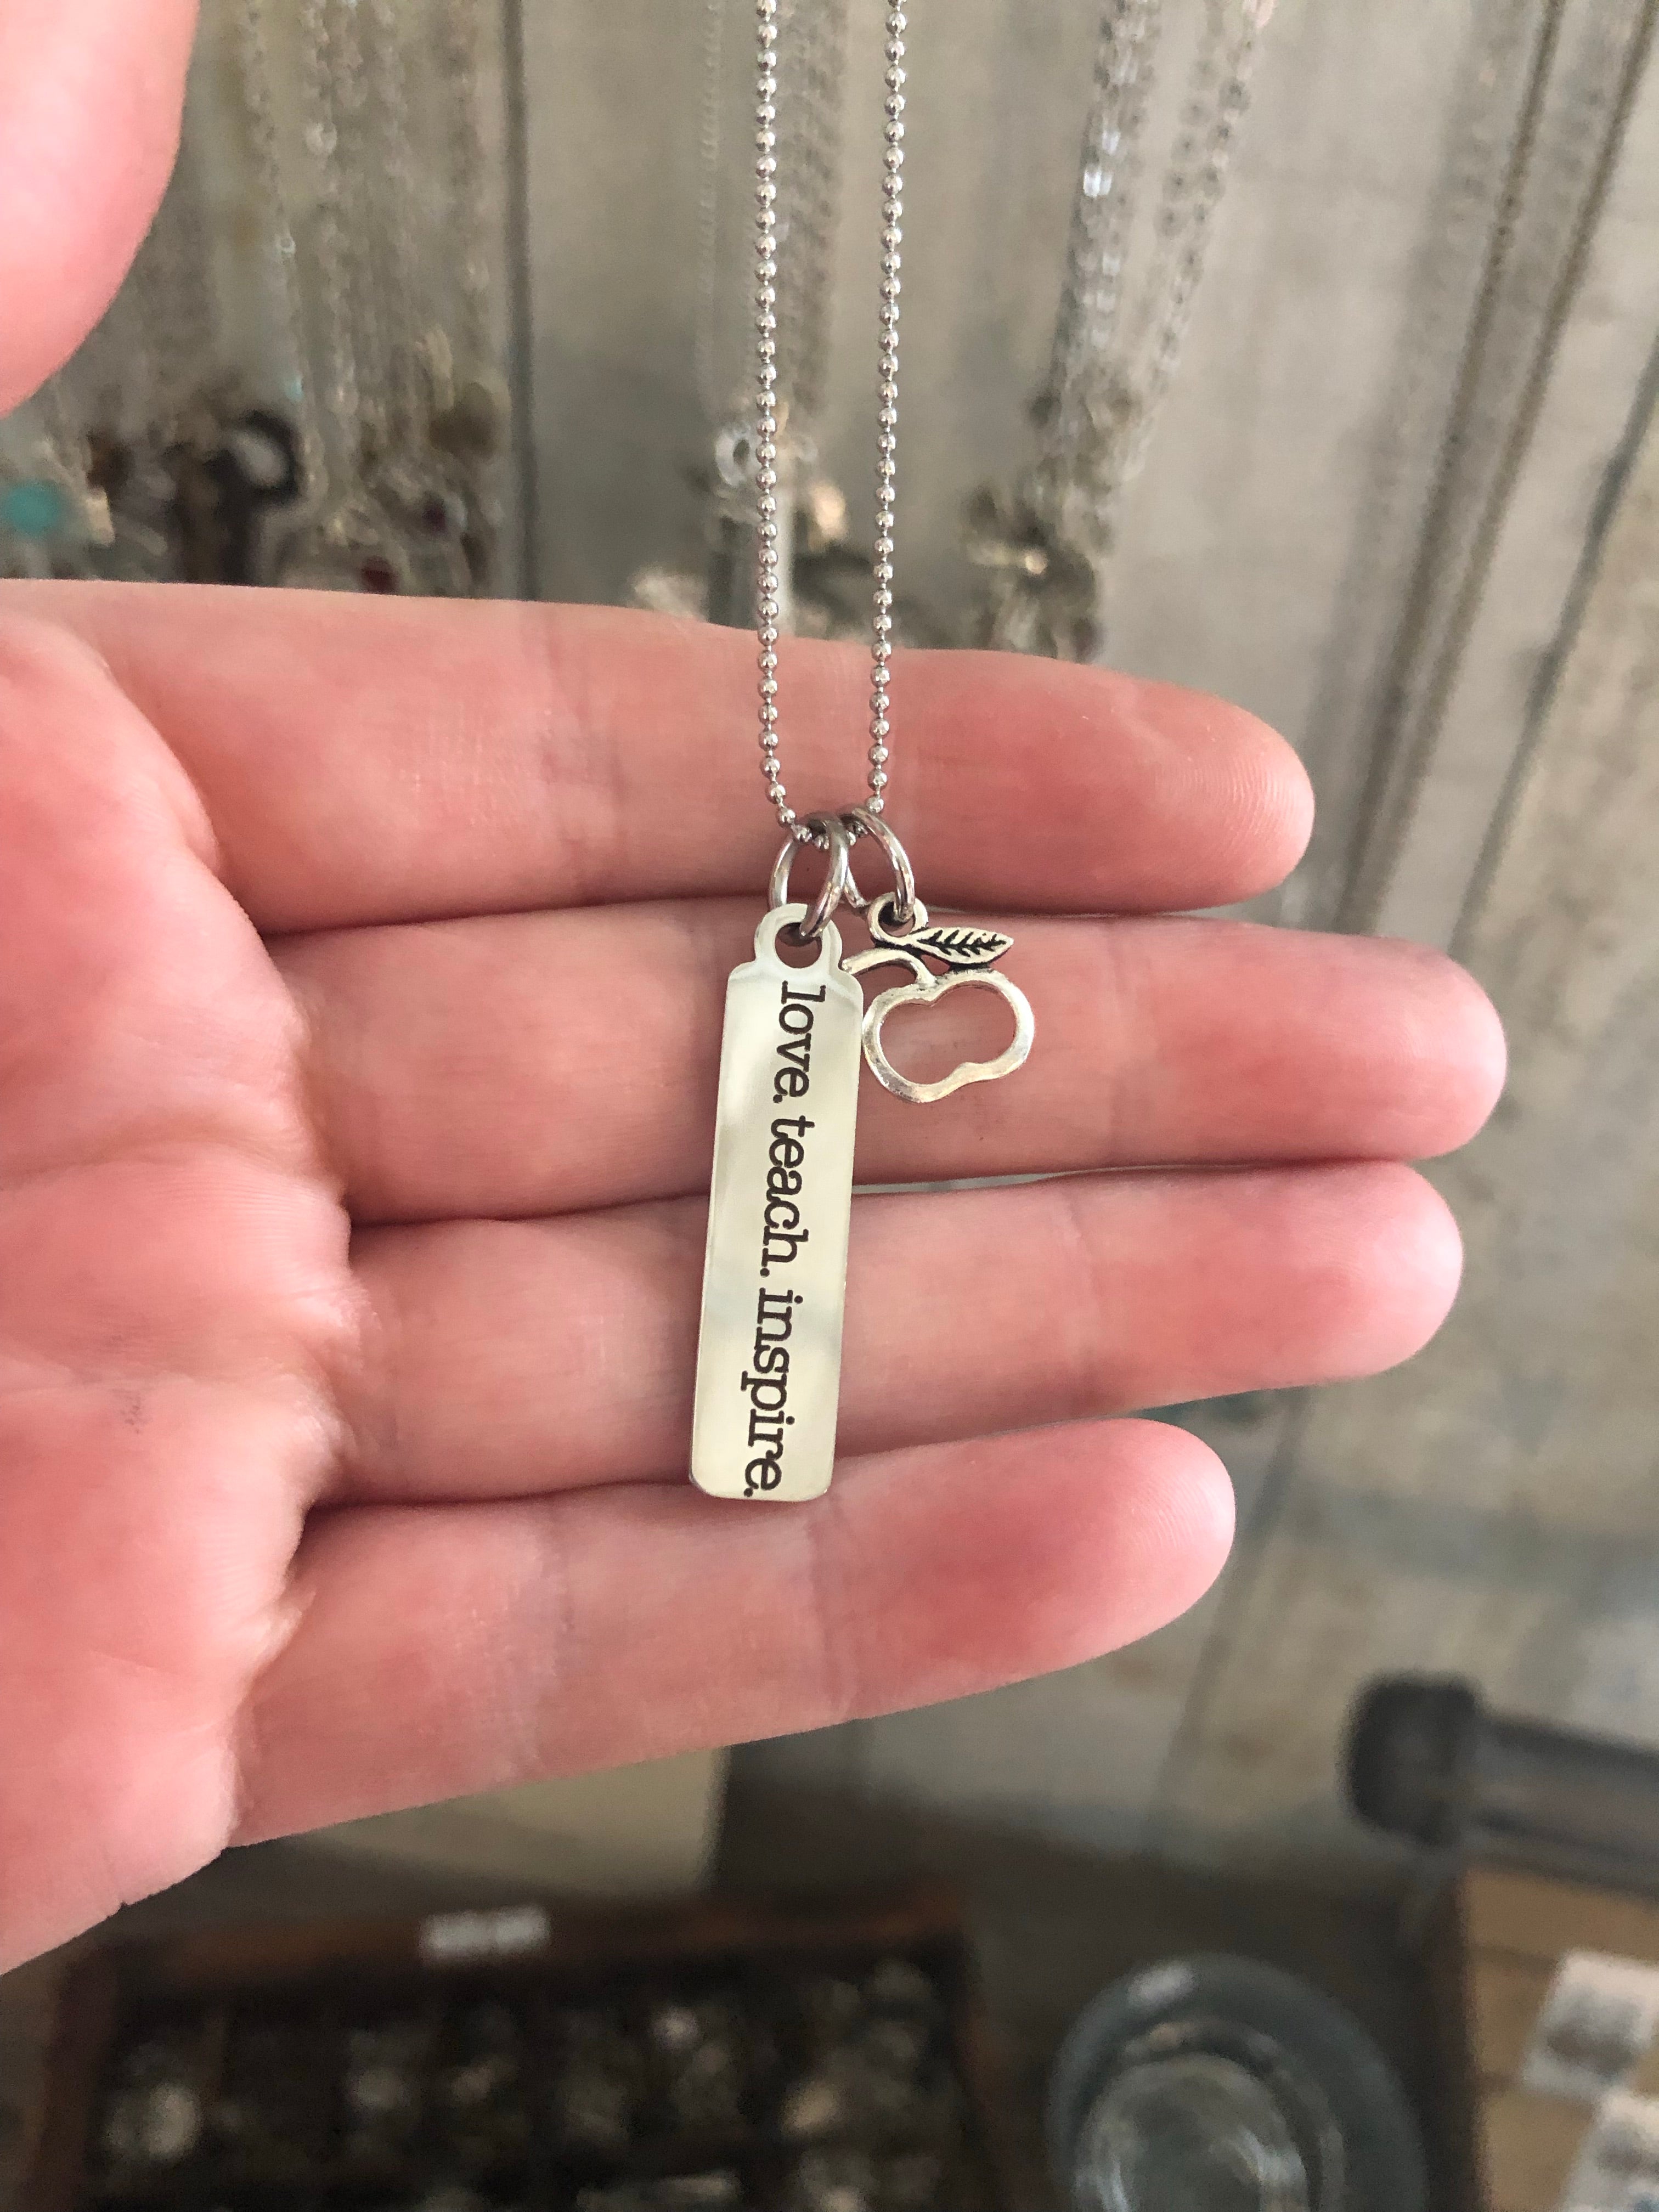 love. teach. inspire.